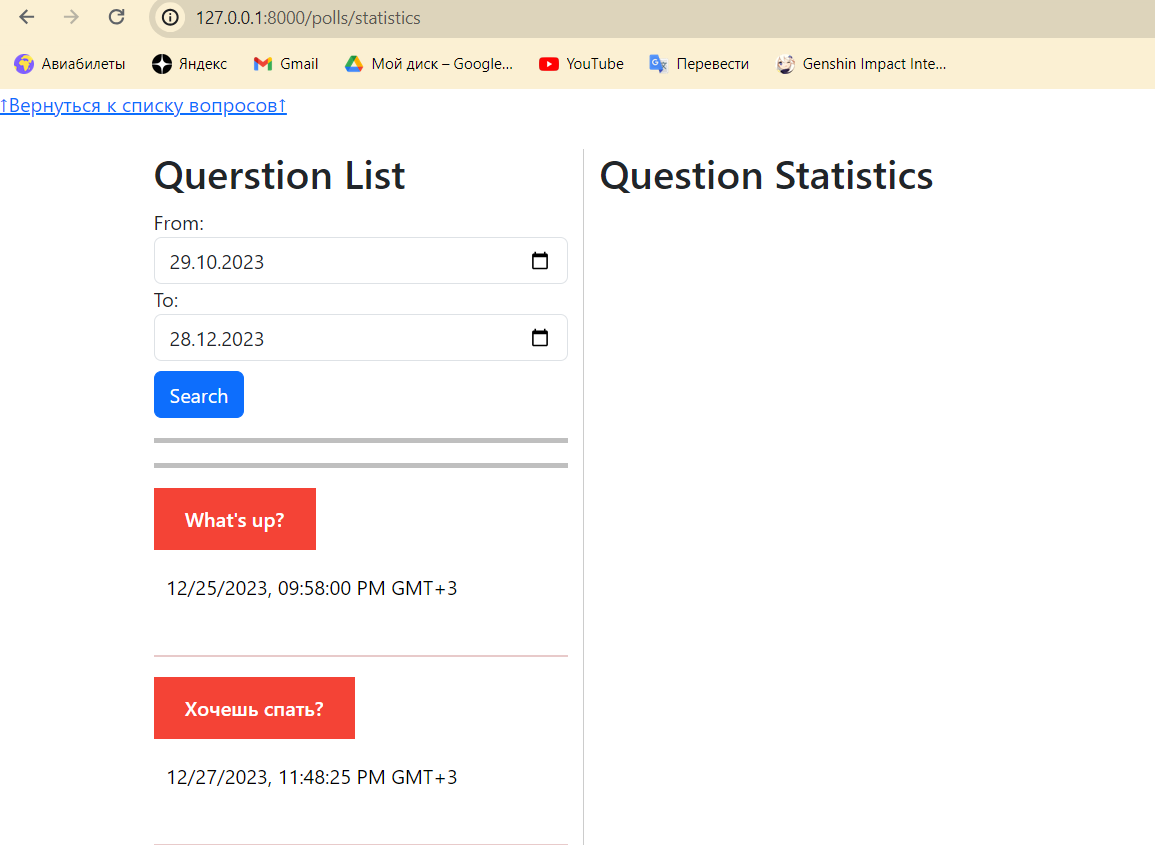 127.0.0.1:8000/polls/statistics
Авиабилеты Яндекс Gmail Мой диск – Google... YouTube Перевести Genshin Impact Inte...
↑Вернуться к списку вопросов↑
Querstion List
From:
29.10.2023
To:
28.12.2023
Search
What's up?
12/25/2023, 09:58:00 PM GMT+3
Хочешь спать?
12/27/2023, 11:48:25 PM GMT+3
Question Statistics